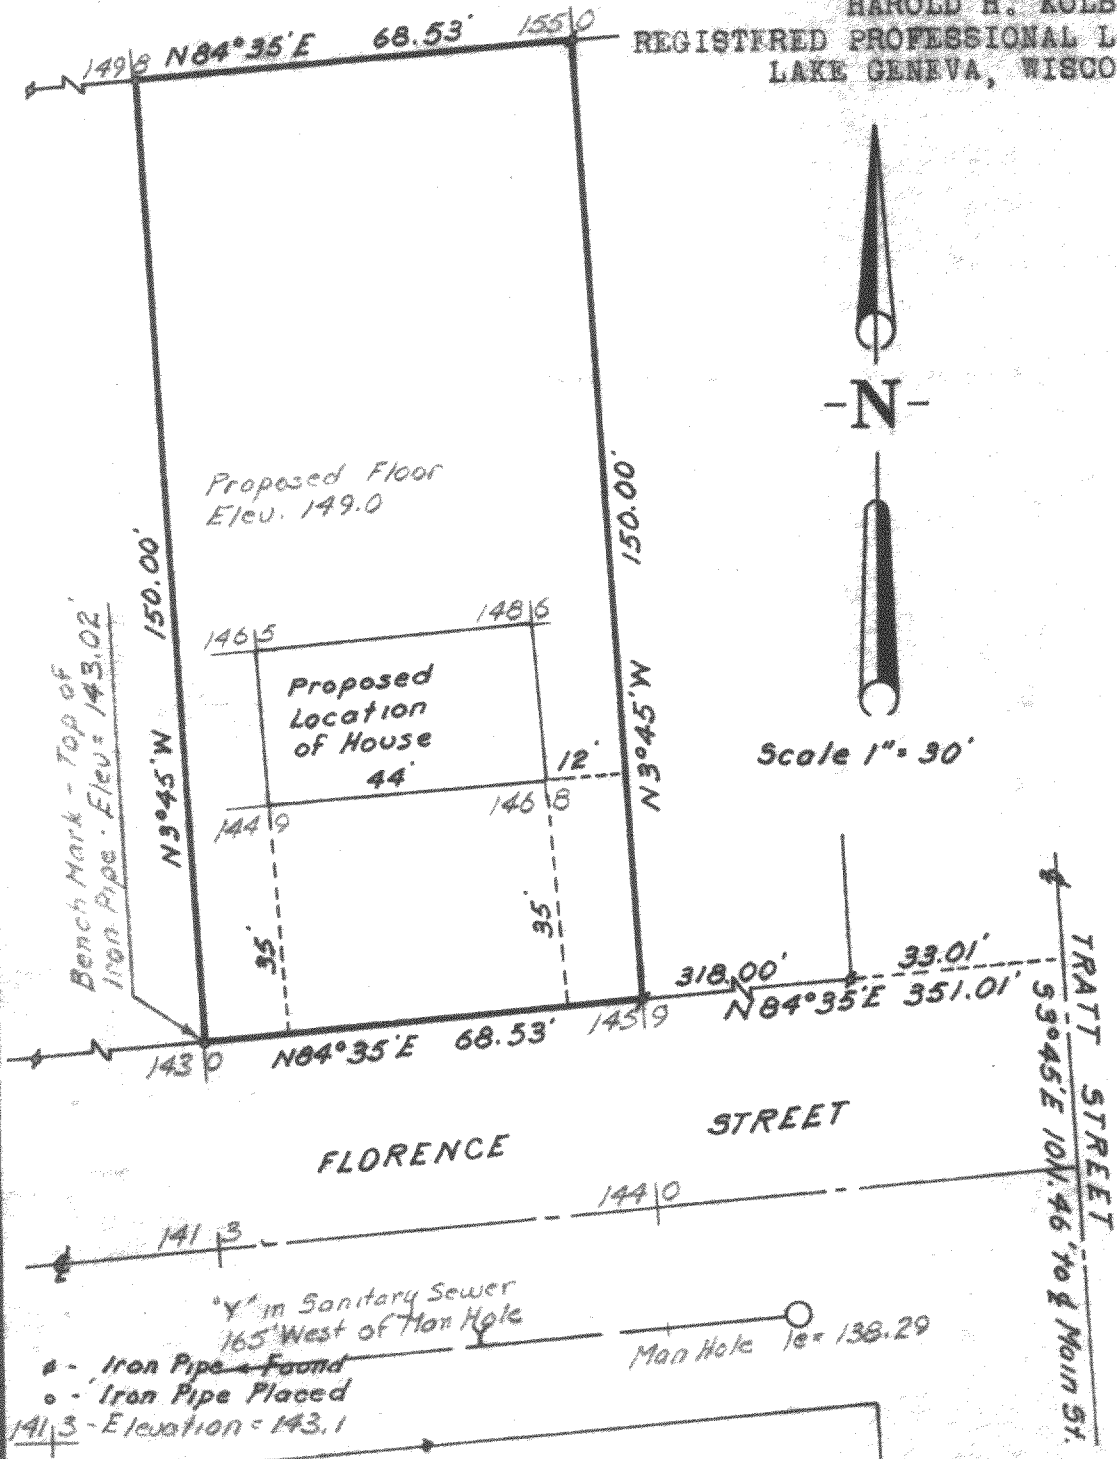 HAROLD H. KOLB
REGISTERED PROFESSIONAL L
LAKE GENEVA, WISCO
149 8
N84°35'E 68.53'
155 0
-N-
Proposed Floor
Elev. 149.0
150.00'
N3°45'W
150.00'
N3°45'W
Bench Mark - Top of
Iron Pipe · Elev= 143.02'
146 5
148 6
Proposed
Location
of House
44'
12'
144 9
146 8
Scale 1"= 30'
35'
35'
318.00'
33.01'
N84°35'E 351.01'
143 0
N84°35'E 68.53'
145 9
TRATT STREET
S3°45'E to ℄ Main St.
FLORENCE STREET
141 3
144 0
"Y" in Sanitary Sewer
165' West of Man Hole
Man Hole Ie= 138.29
- Iron Pipe Found
- Iron Pipe Placed
141 3 - Elevation = 143.1